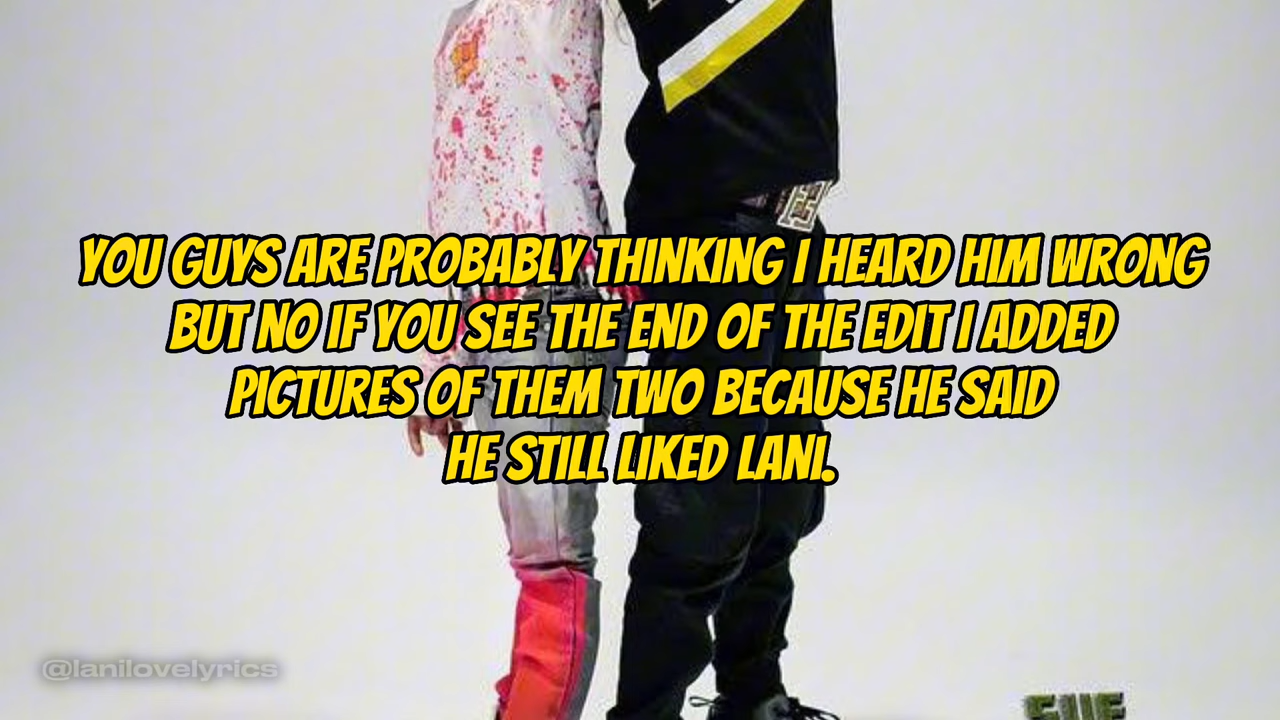 YOU GUYS ARE PROBABLY THINKING I HEARD HIM WRONG
BUT NO IF YOU SEE THE END OF THE EDIT I ADDED
PICTURES OF THEM TWO BECAUSE HE SAID
HE STILL LIKED LANI.
@lanilovelyrics